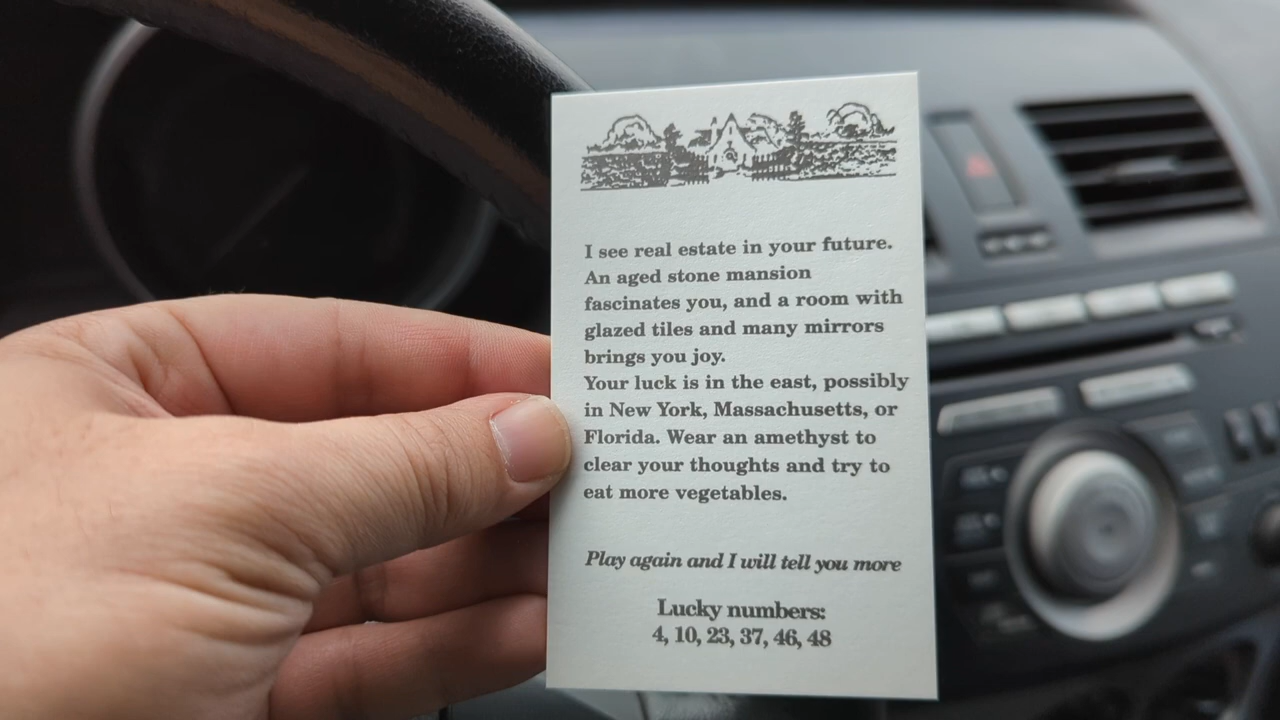 I see real estate in your future.
An aged stone mansion
fascinates you, and a room with
glazed tiles and many mirrors
brings you joy.
Your luck is in the east, possibly
in New York, Massachusetts, or
Florida. Wear an amethyst to
clear your thoughts and try to
eat more vegetables.
Play again and I will tell you more
Lucky numbers:
4, 10, 23, 37, 46, 48